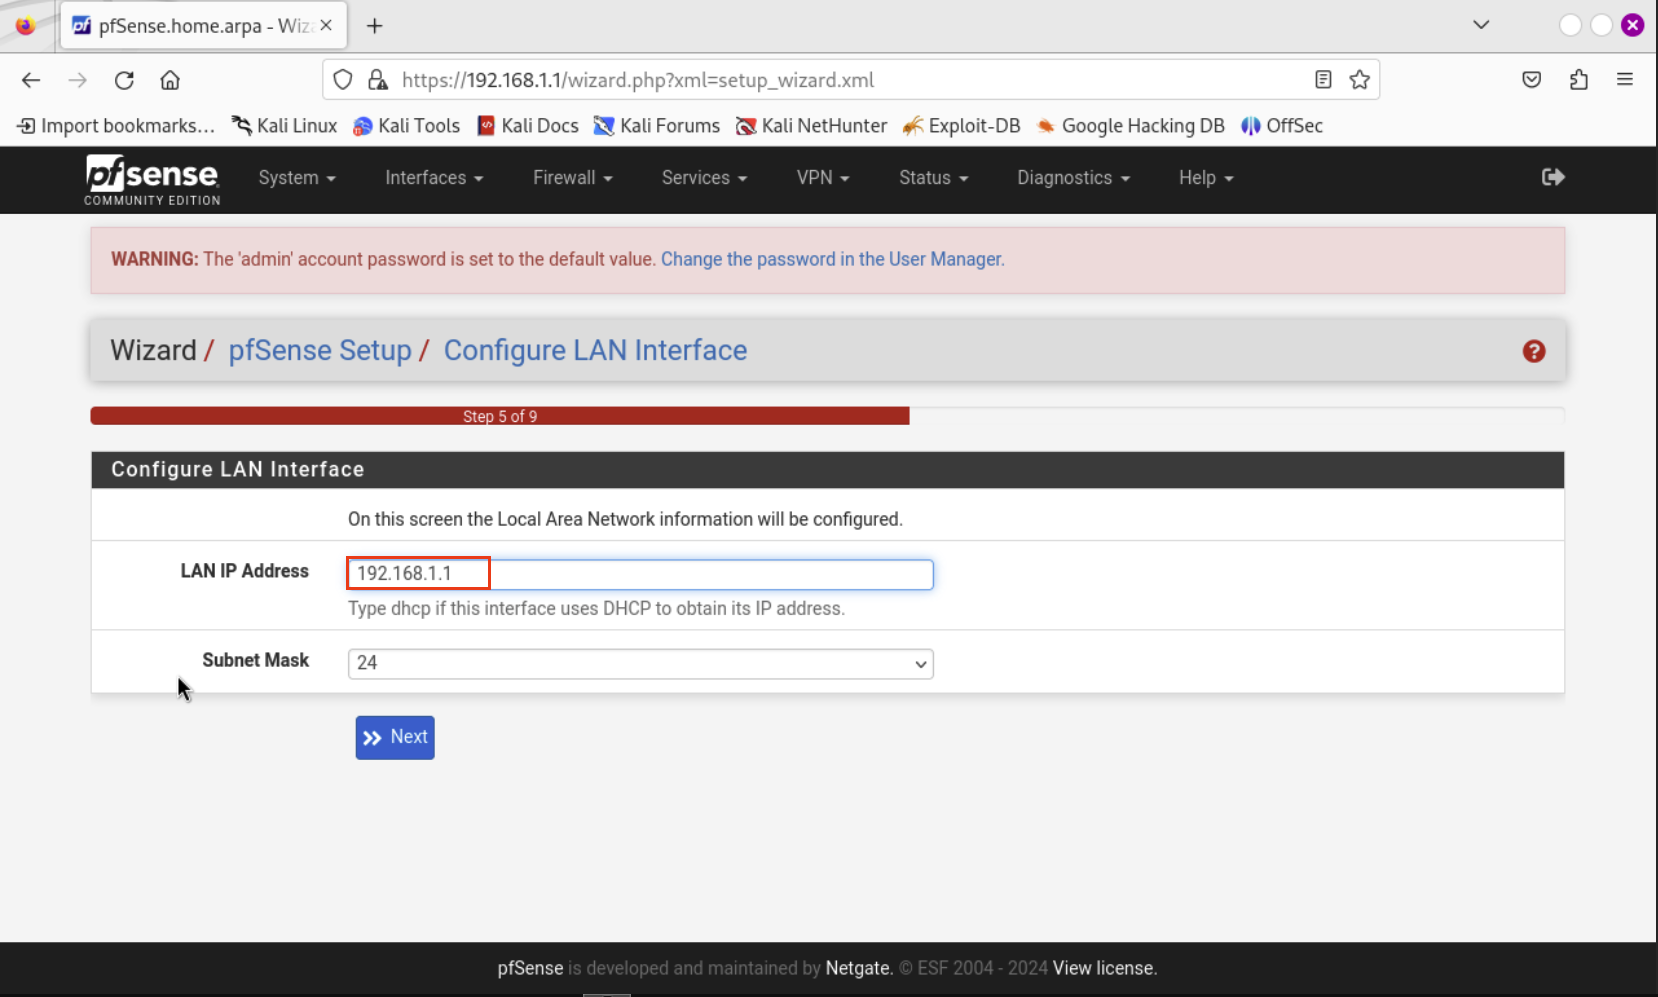 pfSense.home.arpa - Wiz
https://192.168.1.1/wizard.php?xml=setup_wizard.xml
Import bookmarks... Kali Linux Kali Tools Kali Docs Kali Forums Kali NetHunter Exploit-DB Google Hacking DB OffSec
pfsense System Interfaces Firewall Services VPN Status Diagnostics Help
COMMUNITY EDITION
WARNING: The 'admin' account password is set to the default value. Change the password in the User Manager.
Wizard / pfSense Setup / Configure LAN Interface
Step 5 of 9
Configure LAN Interface
On this screen the Local Area Network information will be configured.
LAN IP Address 192.168.1.1
Type dhcp if this interface uses DHCP to obtain its IP address.
Subnet Mask 24
Next
pfSense is developed and maintained by Netgate. © ESF 2004 - 2024 View license.